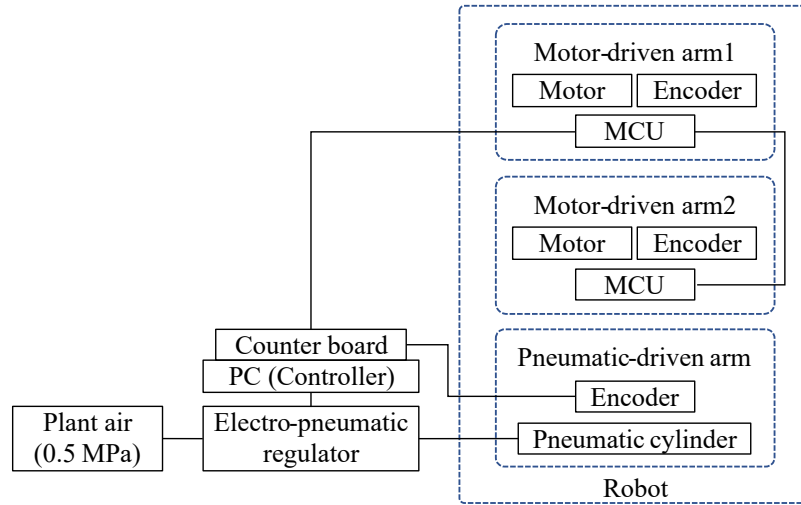 Motor-driven arm1
Motor
Encoder
MCU
Motor-driven arm2
Motor
Encoder
MCU
Counter board
PC (Controller)
Pneumatic-driven arm
Encoder
Plant air
(0.5 MPa)
Electro-pneumatic
regulator
Pneumatic cylinder
Robot